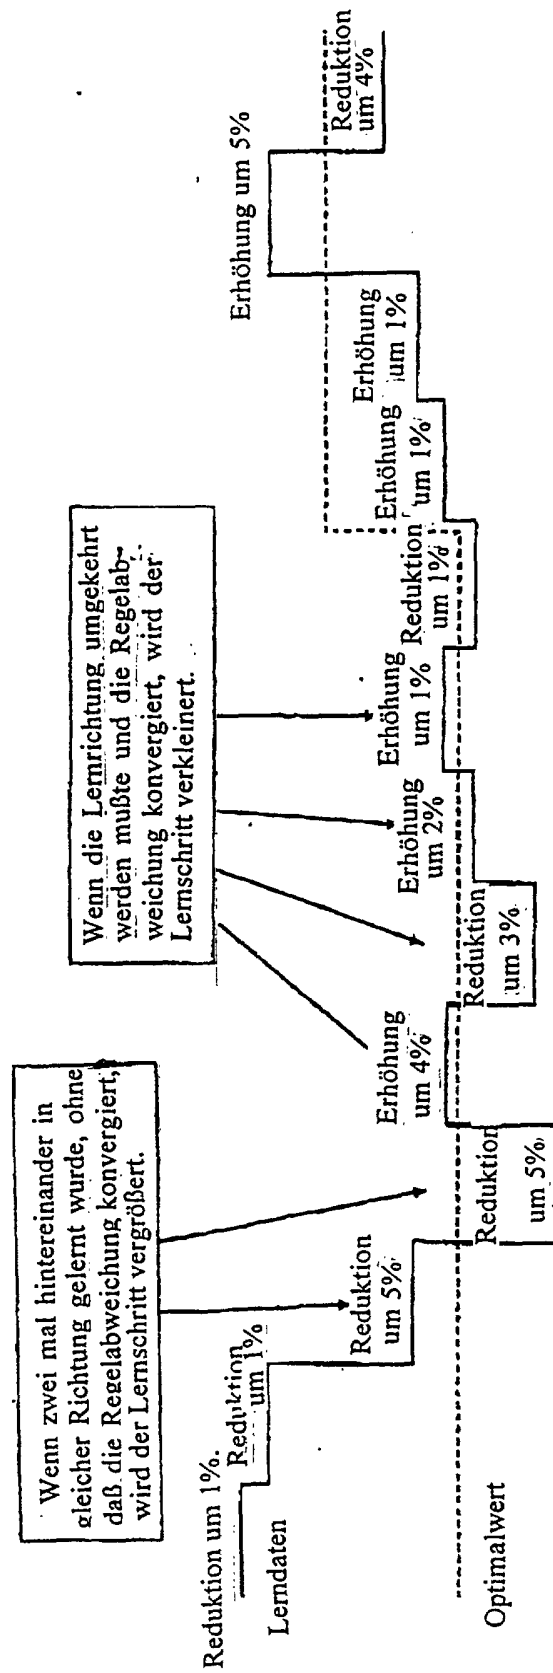 Wenn zwei mal hintereinander in
gleicher Richtung gelernt wurde, ohne
daß die Regelabweichung konvergiert,
wird der Lernschritt vergrößert.
Wenn die Lernrichtung umgekehrt
werden mußte und die Regelab-
weichung konvergiert, wird der
Lernschritt verkleinert.
Reduktion um 1%.
Lerndaten
Reduktion
um 1%
Reduktion
um 5%
Reduktion
um 5%
Erhöhung
um 4%
Reduktion
um 3%
Erhöhung
um 2%
Erhöhung
um 1%
Reduktion
um 1%
Erhöhung
um 1%
Erhöhung
um 1%
Erhöhung um 5%
Reduktion
um 4%
Optimalwert